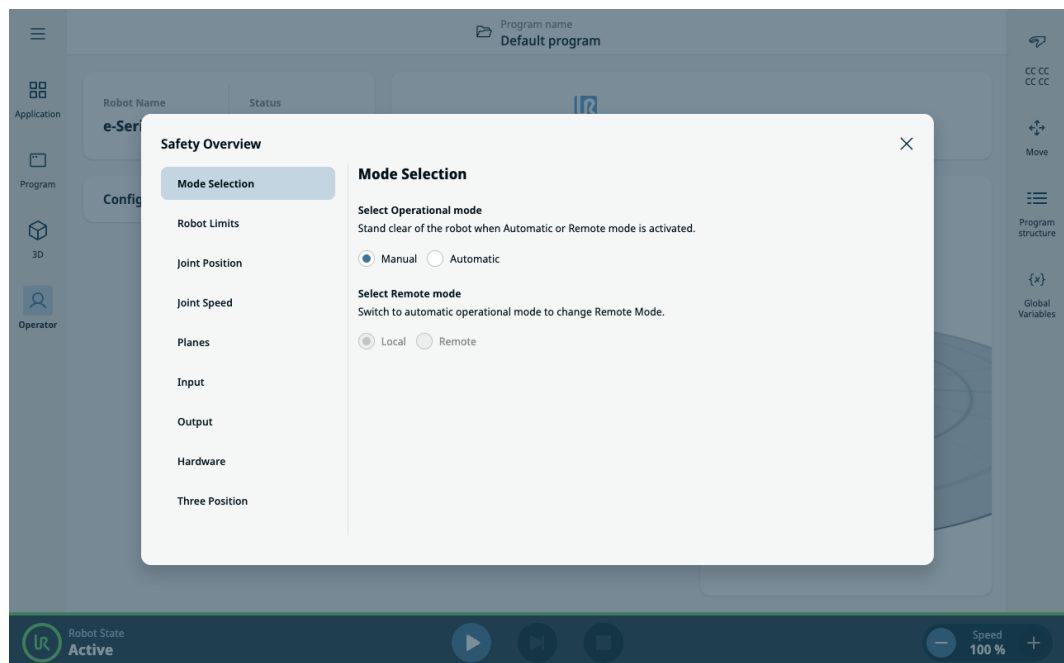 Program name
Default program
Application
Program
3D
Operator
Robot Name
Status
e-Seri
Config
Safety Overview
Mode Selection
Robot Limits
Joint Position
Joint Speed
Planes
Input
Output
Hardware
Three Position
Mode Selection
Select Operational mode
Stand clear of the robot when Automatic or Remote mode is activated.
Manual Automatic
Select Remote mode
Switch to automatic operational mode to change Remote Mode.
Local Remote
CC CC
CC CC
Move
Program
structure
{x}
Global
Variables
Robot State
Active
Speed
100 %